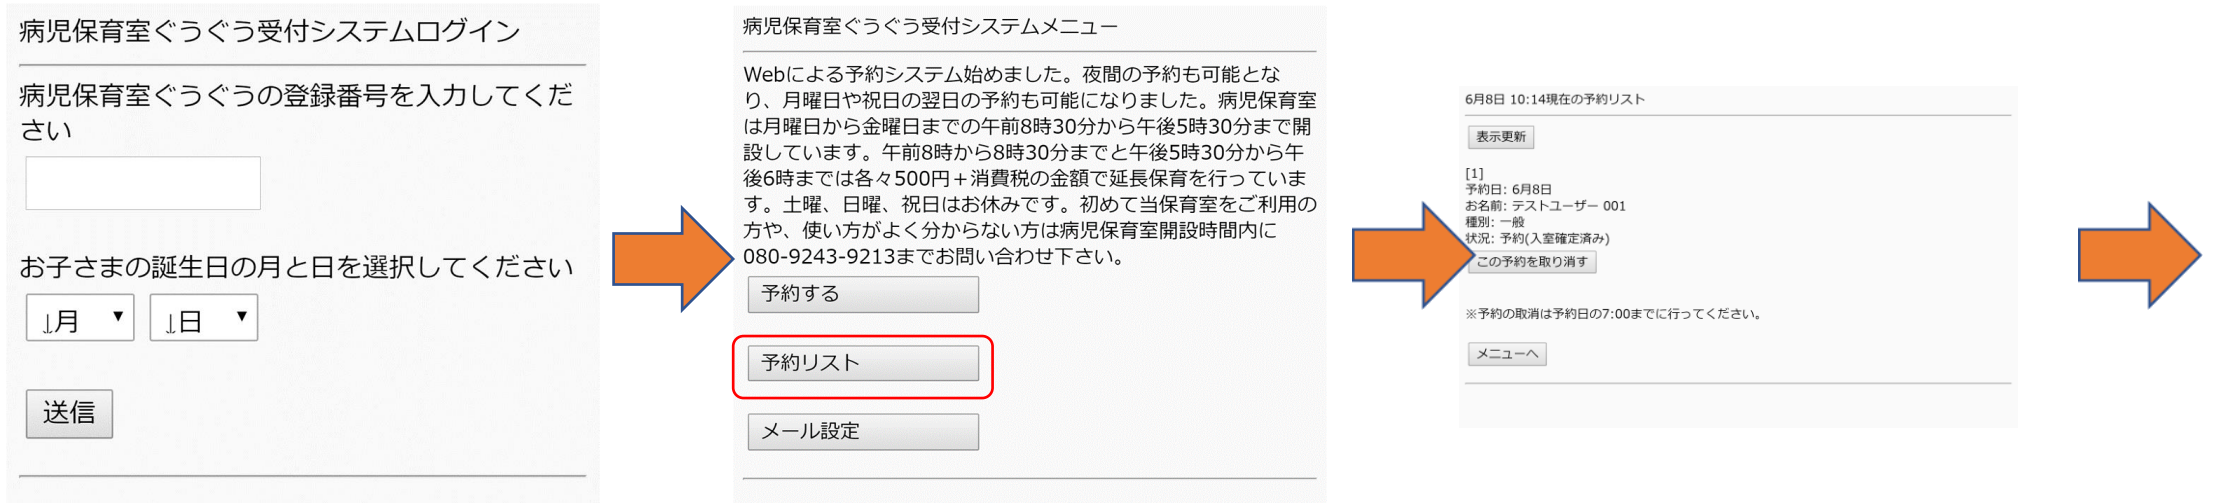 病児保育室ぐうぐう受付システムログイン
病児保育室ぐうぐうの登録番号を入力してくだ
さい
お子さまの誕生日の月と日を選択してください
↓月 ▼ ↓日 ▼
送信
病児保育室ぐうぐう受付システムメニュー
Webによる予約システム始めました。夜間の予約も可能とな
り、月曜日や祝日の翌日の予約も可能になりました。病児保育室
は月曜日から金曜日までの午前8時30分から午後5時30分まで開
設しています。午前8時から8時30分までと午後5時30分から午
後6時までは各々500円＋消費税の金額で延長保育を行っていま
す。土曜、日曜、祝日はお休みです。初めて当保育室をご利用の
方や、使い方がよく分からない方は病児保育室開設時間内に
080-9243-9213までお問い合わせ下さい。
予約する
予約リスト
メール設定
6月8日 10:14現在の予約リスト
表示更新
[1]
予約日: 6月8日
お名前: テストユーザー 001
種別: 一般
状況: 予約(入室確定済み)
この予約を取り消す
※予約の取消は予約日の7:00までに行ってください。
メニューへ